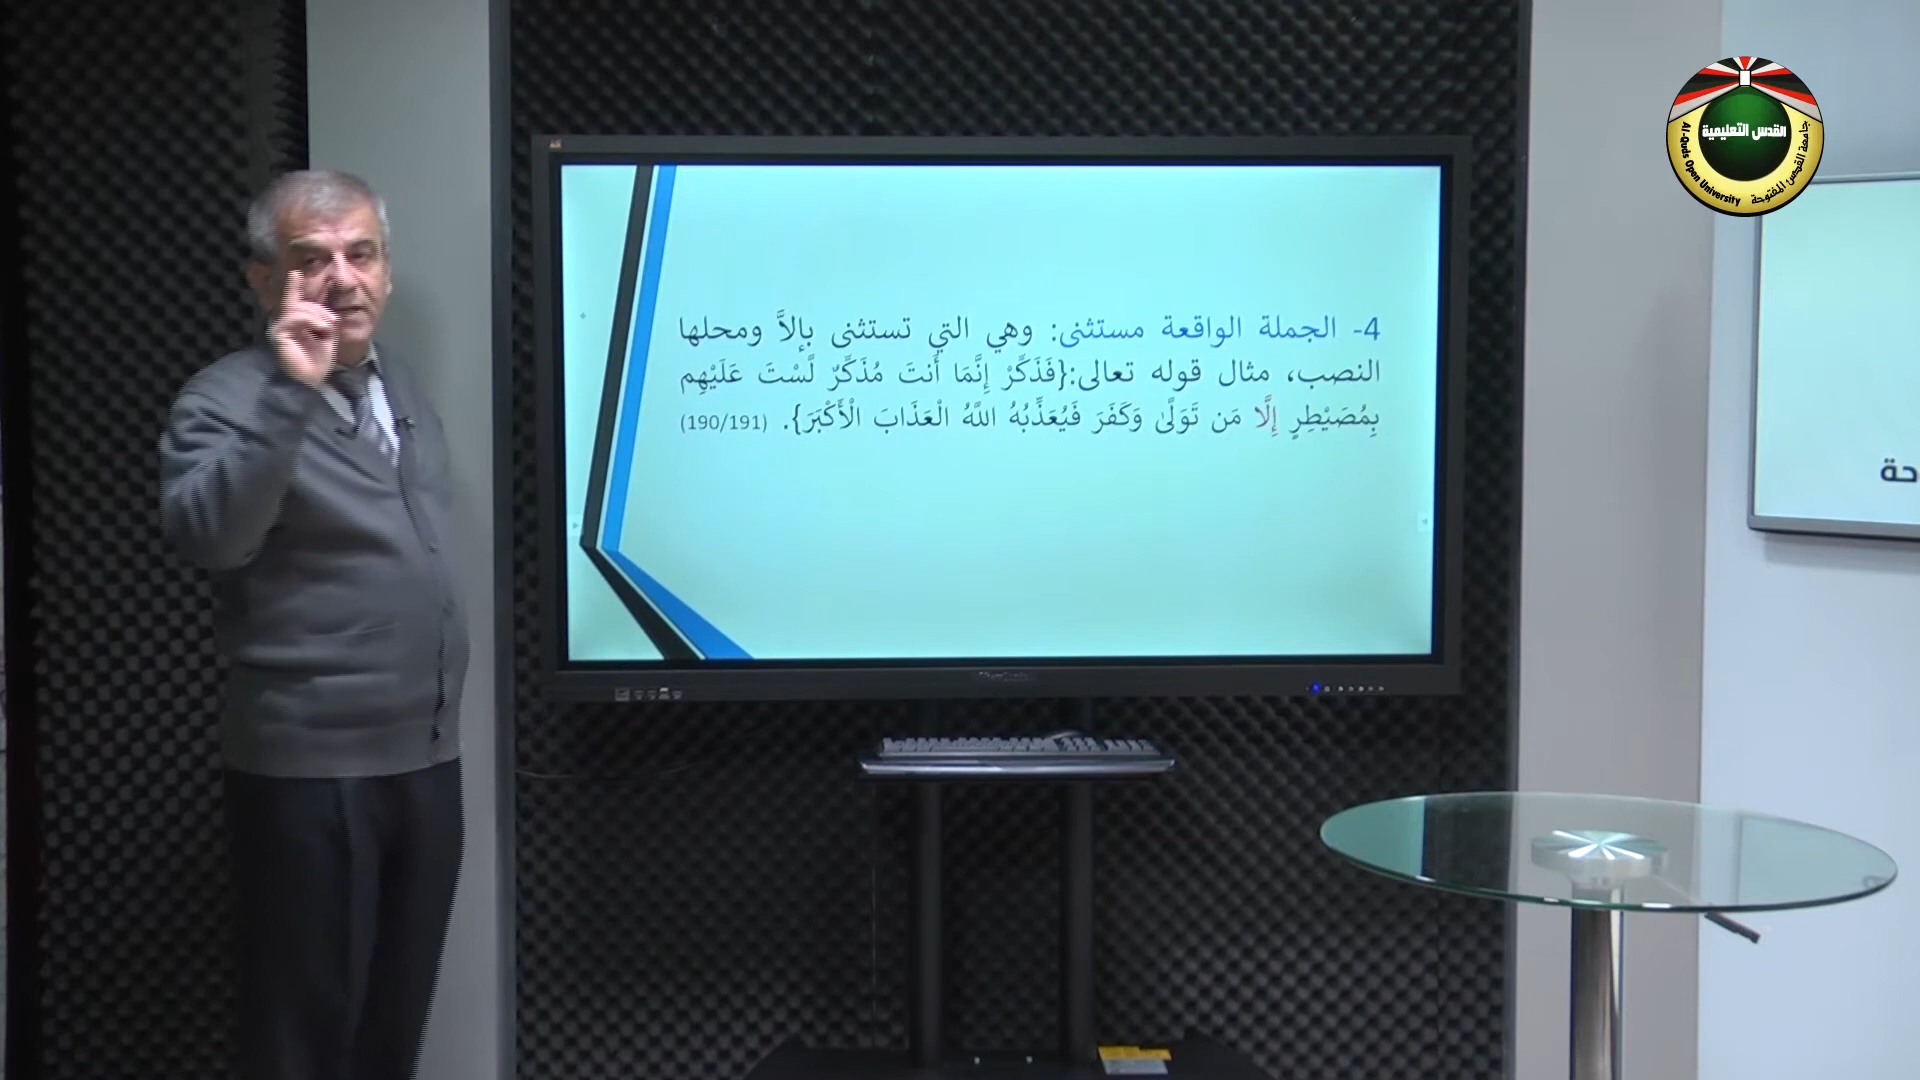 4- الجملة الواقعة مستثنى: وهي التي تستثنى بإلاَّ ومحلها
النصب، مثال قوله تعالى:{فَذَكِّرْ إِنَّمَا أَنتَ مُذَكِّرٌ لَّسْتَ عَلَيْهِم
بِمُصَيْطِرٍ إِلَّا مَن تَوَلَّىٰ وَكَفَرَ فَيُعَذِّبُهُ اللَّهُ الْعَذَابَ الْأَكْبَرَ}. (190/191)
القدس التعليمية
Al-Quds Open University
جامعة القدس المفتوحة
حة